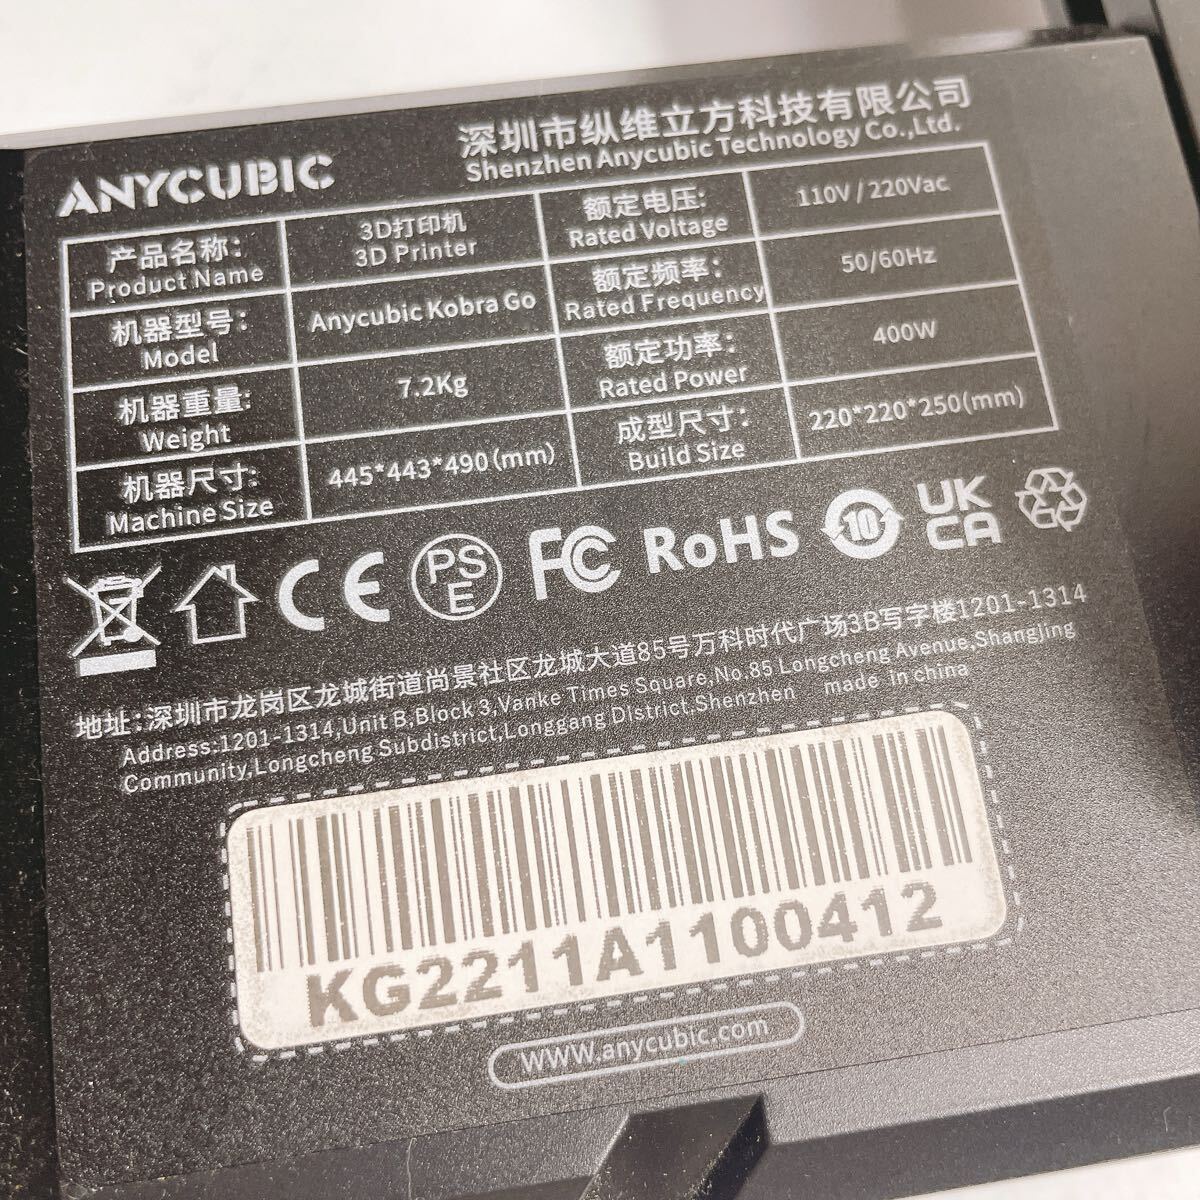 ANYCUBIC
深圳市纵维立方科技有限公司
Shenzhen Anycubic Technology Co.,Ltd.
产品名称:
Product Name
3D打印机
3D Printer
额定电压:
Rated Voltage
110V / 220Vac
机器型号:
Model
Anycubic Kobra Go
额定频率:
Rated Frequency
50/60Hz
机器重量:
Weight
7.2Kg
额定功率:
Rated Power
400W
机器尺寸:
Machine Size
445*443*490(mm)
成型尺寸:
Build Size
220*220*250(mm)
CE
PS
E
FC
RoHS
10
UK
CA
地址:深圳市龙岗区龙城街道尚景社区龙城大道85号万科时代广场3B写字楼1201-1314
Address:1201-1314,Unit B,Block 3,Vanke Times Square,No.85 Longcheng Avenue,Shangjing
Community,Longcheng Subdistrict,Longgang District,Shenzhen made in china
KG2211A1100412
www.anycubic.com